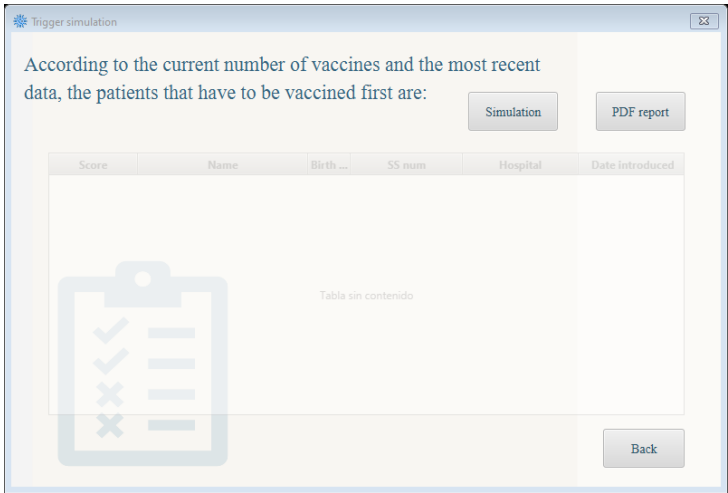 Trigger simulation
According to the current number of vaccines and the most recent
data, the patients that have to be vaccined first are:
Simulation
PDF report
Score Name Birth ... SS num Hospital Date introduced
Tabla sin contenido
Back